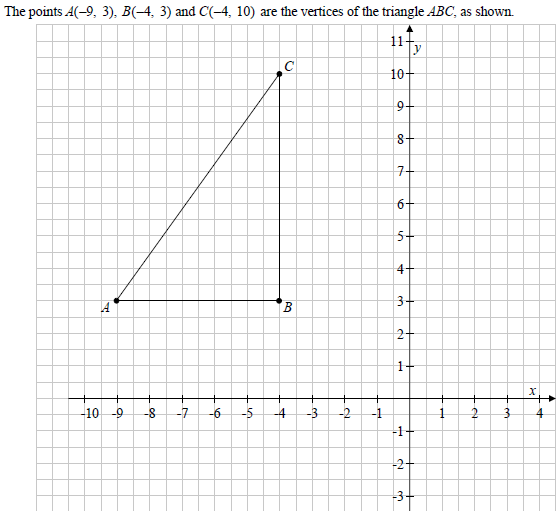 The points A(–9, 3), B(–4, 3) and C(–4, 10) are the vertices of the triangle ABC, as shown.
11
y
C
10
9
8
7
6
5
4
A
B
3
2
1
x
-10 -9 -8 -7 -6 -5 -4 -3 -2 -1 1 2 3 4
-1
-2
-3